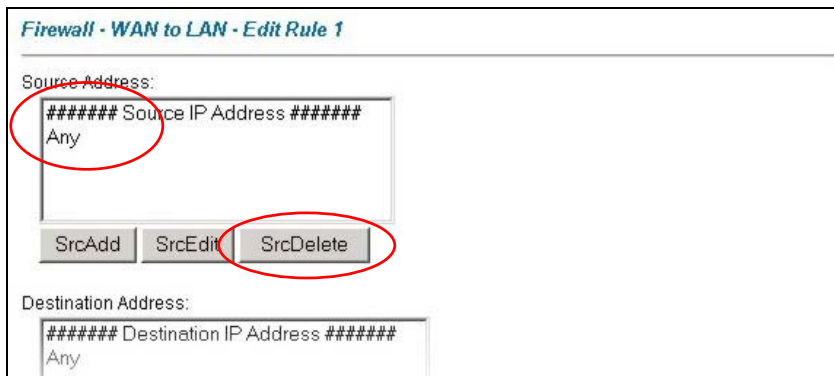 Firewall - WAN to LAN - Edit Rule 1
Source Address:
####### Source IP Address #######
Any
SrcAdd SrcEdit SrcDelete
Destination Address:
####### Destination IP Address #######
Any